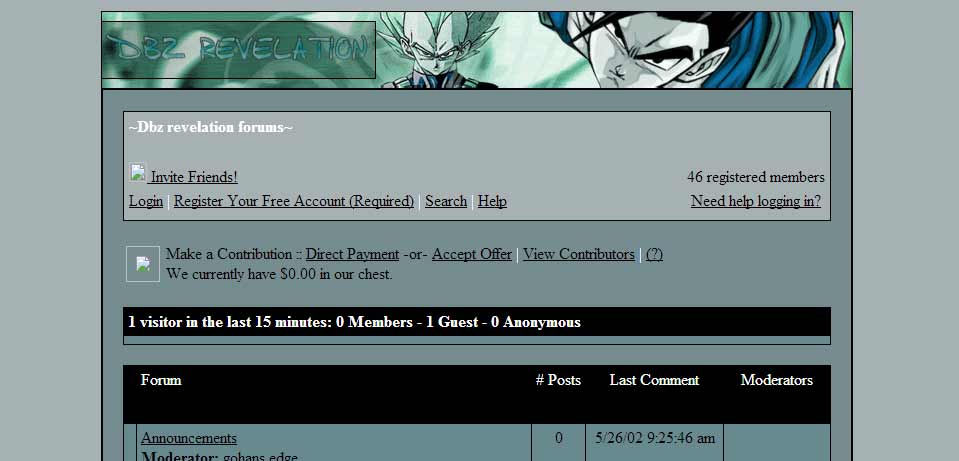 DBZ REVELATION
~Dbz revelation forums~
Invite Friends!
46 registered members
Login | Register Your Free Account (Required) | Search | Help
Need help logging in?
Make a Contribution :: Direct Payment -or- Accept Offer | View Contributors | (?)
We currently have $0.00 in our chest.
1 visitor in the last 15 minutes: 0 Members - 1 Guest - 0 Anonymous
Forum # Posts Last Comment Moderators
Announcements 0 5/26/02 9:25:46 am
Moderator: gohans edge